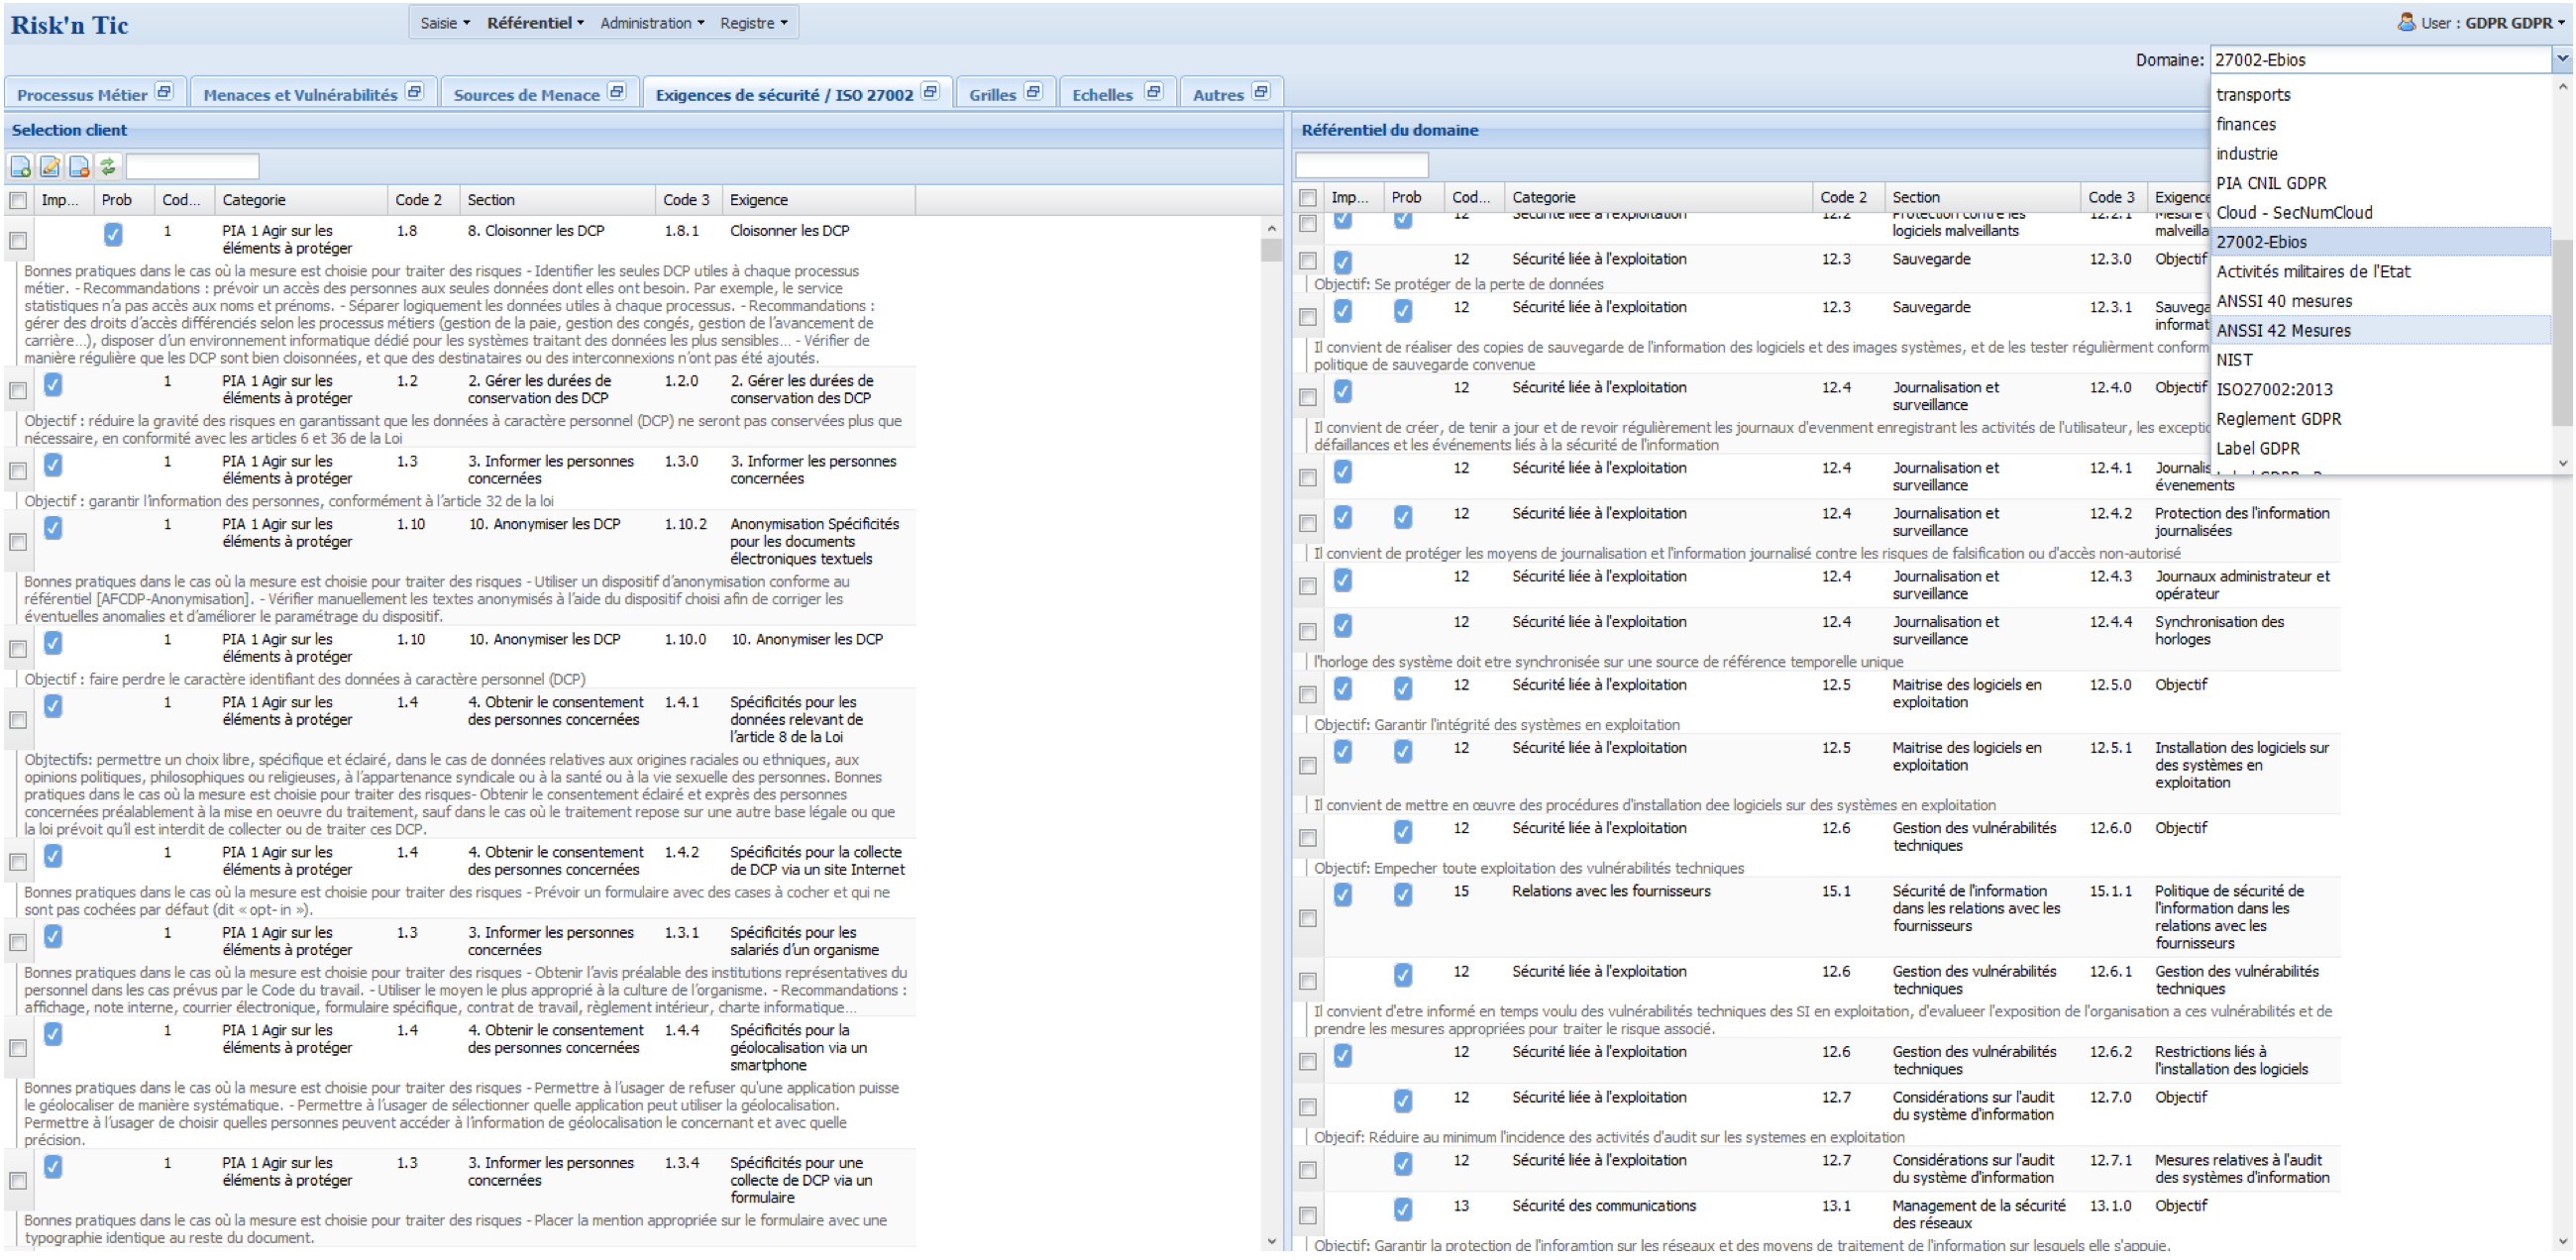 Risk'n Tic
Saisie Référentiel Administration Registre
User : GDPR GDPR
Domaine: 27002-Ebios
transports
finances
industrie
PIA CNIL GDPR
Cloud - SecNumCloud
27002-Ebios
Activités militaires de l'Etat
ANSSI 40 mesures
ANSSI 42 Mesures
NIST
ISO27002:2013
Reglement GDPR
Label GDPR
Processus Métier Menaces et Vulnérabilités Sources de Menace Exigences de sécurité / ISO 27002 Grilles Echelles Autres
Selection client
Imp... Prob Cod... Categorie Code 2 Section Code 3 Exigence
1 PIA 1 Agir sur les 1.8 8. Cloisonner les DCP 1.8.1 Cloisonner les DCP
éléments à protéger
Bonnes pratiques dans le cas où la mesure est choisie pour traiter des risques - Identifier les seules DCP utiles à chaque processus
métier. - Recommandations : prévoir un accès des personnes aux seules données dont elles ont besoin. Par exemple, le service
statistiques n'a pas accès aux noms et prénoms. - Séparer logiquement les données utiles à chaque processus. - Recommandations :
gérer des droits d'accès différenciés selon les processus métiers (gestion de la paie, gestion des congés, gestion de l'avancement de
carrière...), disposer d'un environnement informatique dédié pour les systèmes traitant des données les plus sensibles... - Vérifier de
manière régulière que les DCP sont bien cloisonnées, et que des destinataires ou des interconnexions n'ont pas été ajoutés.
1 PIA 1 Agir sur les 1.2 2. Gérer les durées de 1.2.0 2. Gérer les durées de
éléments à protéger conservation des DCP conservation des DCP
Objectif : réduire la gravité des risques en garantissant que les données à caractère personnel (DCP) ne seront pas conservées plus que
nécessaire, en conformité avec les articles 6 et 36 de la Loi
1 PIA 1 Agir sur les 1.3 3. Informer les personnes 1.3.0 3. Informer les personnes
éléments à protéger concernées concernées
Objectif : garantir l'information des personnes, conformément à l'article 32 de la loi
1 PIA 1 Agir sur les 1.10 10. Anonymiser les DCP 1.10.2 Anonymisation Spécificités
éléments à protéger pour les documents
électroniques textuels
Bonnes pratiques dans le cas où la mesure est choisie pour traiter des risques - Utiliser un dispositif d'anonymisation conforme au
référentiel [AFCDP-Anonymisation]. - Vérifier manuellement les textes anonymisés à l'aide du dispositif choisi afin de corriger les
éventuelles anomalies et d'améliorer le paramétrage du dispositif.
1 PIA 1 Agir sur les 1.10 10. Anonymiser les DCP 1.10.0 10. Anonymiser les DCP
éléments à protéger
Objectif : faire perdre le caractère identifiant des données à caractère personnel (DCP)
1 PIA 1 Agir sur les 1.4 4. Obtenir le consentement 1.4.1 Spécificités pour les
éléments à protéger des personnes concernées données relevant de
l'article 8 de la Loi
Objtectifs: permettre un choix libre, spécifique et éclairé, dans le cas de données relatives aux origines raciales ou ethniques, aux
opinions politiques, philosophiques ou religieuses, à l'appartenance syndicale ou à la santé ou à la vie sexuelle des personnes. Bonnes
pratiques dans le cas où la mesure est choisie pour traiter des risques- Obtenir le consentement éclairé et exprès des personnes
concernées préalablement à la mise en oeuvre du traitement, sauf dans le cas où le traitement repose sur une autre base légale ou que
la loi prévoit qu'il est interdit de collecter ou de traiter ces DCP.
1 PIA 1 Agir sur les 1.4 4. Obtenir le consentement 1.4.2 Spécificités pour la collecte
éléments à protéger des personnes concernées de DCP via un site Internet
Bonnes pratiques dans le cas où la mesure est choisie pour traiter des risques - Prévoir un formulaire avec des cases à cocher et qui ne
sont pas cochées par défaut (dit « opt- in »).
1 PIA 1 Agir sur les 1.3 3. Informer les personnes 1.3.1 Spécificités pour les
éléments à protéger concernées salariés d'un organisme
Bonnes pratiques dans le cas où la mesure est choisie pour traiter des risques - Obtenir l'avis préalable des institutions représentatives du
personnel dans les cas prévus par le Code du travail. - Utiliser le moyen le plus approprié à la culture de l'organisme. - Recommandations :
affichage, note interne, courrier électronique, formulaire spécifique, contrat de travail, règlement intérieur, charte informatique...
1 PIA 1 Agir sur les 1.4 4. Obtenir le consentement 1.4.4 Spécificités pour la
éléments à protéger des personnes concernées géolocalisation via un
smartphone
Bonnes pratiques dans le cas où la mesure est choisie pour traiter des risques - Permettre à l'usager de refuser qu'une application puisse
le géolocaliser de manière systématique. - Permettre à l'usager de sélectionner quelle application peut utiliser la géolocalisation.
Permettre à l'usager de choisir quelles personnes peuvent accéder à l'information de géolocalisation le concernant et avec quelle
précision.
1 PIA 1 Agir sur les 1.3 3. Informer les personnes 1.3.4 Spécificités pour une
éléments à protéger concernées collecte de DCP via un
formulaire
Bonnes pratiques dans le cas où la mesure est choisie pour traiter des risques - Placer la mention appropriée sur le formulaire avec une
typographie identique au reste du document.
Référentiel du domaine
Imp... Prob Cod... Categorie Code 2 Section Code 3 Exigence
12 Sécurité liée à l'exploitation 12.2 Protection contre les 12.2.1 Mesure
logiciels malveillants malveilla
12 Sécurité liée à l'exploitation 12.3 Sauvegarde 12.3.0 Objectif
Objectif: Se protéger de la perte de données
12 Sécurité liée à l'exploitation 12.3 Sauvegarde 12.3.1 Sauvega
informat
Il convient de réaliser des copies de sauvegarde de l'information des logiciels et des images systèmes, et de les tester régulièrment conform
politique de sauvegarde convenue
12 Sécurité liée à l'exploitation 12.4 Journalisation et 12.4.0 Objectif
surveillance
Il convient de créer, de tenir a jour et de revoir régulièrement les journaux d'evenment enregistrant les activités de l'utilisateur, les exceptio
défaillances et les événements liés à la sécurité de l'information
12 Sécurité liée à l'exploitation 12.4 Journalisation et 12.4.1 Journalis
surveillance évenements
12 Sécurité liée à l'exploitation 12.4 Journalisation et 12.4.2 Protection des l'information
surveillance journalisées
Il convient de protéger les moyens de journalisation et l'information journalisé contre les risques de falsification ou d'accès non-autorisé
12 Sécurité liée à l'exploitation 12.4 Journalisation et 12.4.3 Journaux administrateur et
surveillance opérateur
12 Sécurité liée à l'exploitation 12.4 Journalisation et 12.4.4 Synchronisation des
surveillance horloges
l'horloge des système doit etre synchronisée sur une source de référence temporelle unique
12 Sécurité liée à l'exploitation 12.5 Maitrise des logiciels en 12.5.0 Objectif
exploitation
Objectif: Garantir l'intégrité des systèmes en exploitation
12 Sécurité liée à l'exploitation 12.5 Maitrise des logiciels en 12.5.1 Installation des logiciels sur
exploitation des systèmes en
exploitation
Il convient de mettre en œuvre des procédures d'installation dee logiciels sur des systèmes en exploitation
12 Sécurité liée à l'exploitation 12.6 Gestion des vulnérabilités 12.6.0 Objectif
techniques
Objectif: Empecher toute exploitation des vulnérabilités techniques
15 Relations avec les fournisseurs 15.1 Sécurité de l'information 15.1.1 Politique de sécurité de
dans les relations avec les l'information dans les
fournisseurs relations avec les
fournisseurs
12 Sécurité liée à l'exploitation 12.6 Gestion des vulnérabilités 12.6.1 Gestion des vulnérabilités
techniques techniques
Il convient d'etre informé en temps voulu des vulnérabilités techniques des SI en exploitation, d'evalueer l'exposition de l'organisation a ces vulnérabilités et de
prendre les mesures appropriées pour traiter le risque associé.
12 Sécurité liée à l'exploitation 12.6 Gestion des vulnérabilités 12.6.2 Restrictions liés à
techniques l'installation des logiciels
12 Sécurité liée à l'exploitation 12.7 Considérations sur l'audit 12.7.0 Objectif
du système d'information
Objecif: Réduire au minimum l'incidence des activités d'audit sur les systemes en exploitation
12 Sécurité liée à l'exploitation 12.7 Considérations sur l'audit 12.7.1 Mesures relatives à l'audit
du système d'information des systèmes d'information
13 Sécurité des communications 13.1 Management de la sécurité 13.1.0 Objectif
des réseaux
Objectif: Garantir la protection de l'inforamtion sur les réseaux et des moyens de traitement de l'information sur lesquels elle s'appuie.